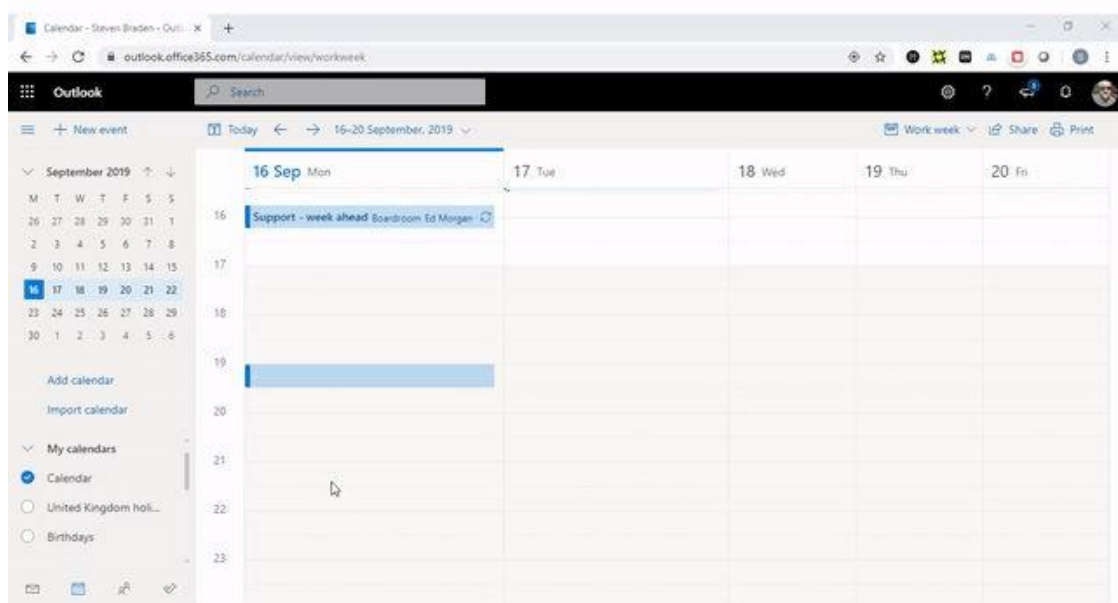 Calendar - Steven Braden - Outl
outlook.office365.com/calendar/view/workweek
Outlook
Search
New event
Today
16-20 September, 2019
Work week
Share
Print
September 2019
16 Sep Mon
17 Tue
18 Wed
19 Thu
20 Fri
M T W T F S S
26 27 28 29 30 31 1
2 3 4 5 6 7 8
9 10 11 12 13 14 15
16 17 18 19 20 21 22
23 24 25 26 27 28 29
30 1 2 3 4 5 6
16
Support - week ahead Boardroom Ed Morgan
17
18
19
20
21
22
23
Add calendar
Import calendar
My calendars
Calendar
United Kingdom holi...
Birthdays